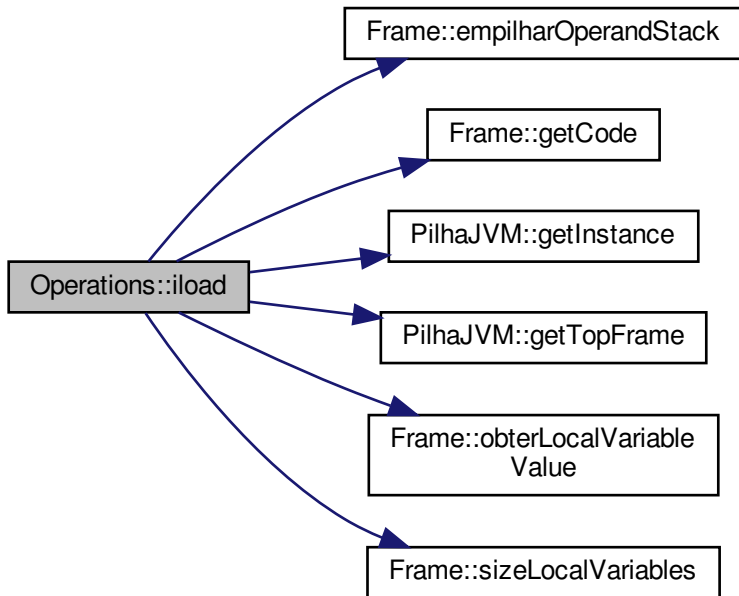 Frame::empilharOperandStack
Frame::getCode
PilhaJVM::getInstance
Operations::iload
PilhaJVM::getTopFrame
Frame::obterLocalVariable
Value
Frame::sizeLocalVariables